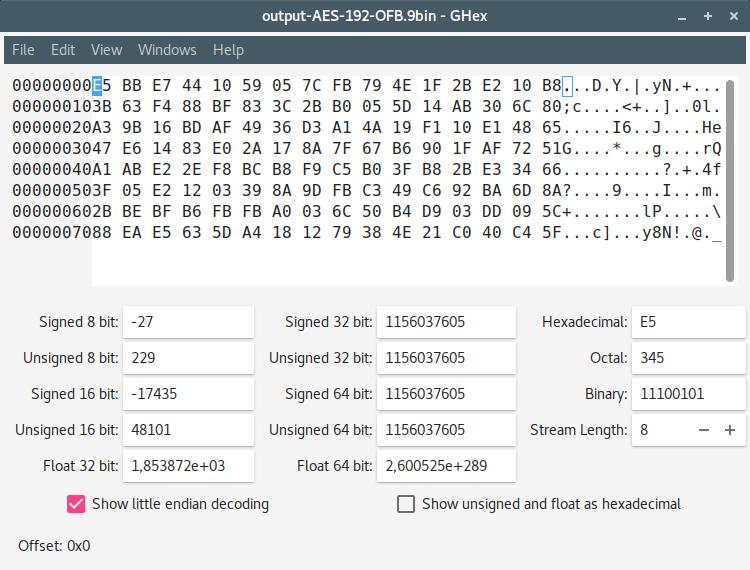 output-AES-192-OFB.9bin - GHex
File Edit View Windows Help
00000000E5 BB E7 44 10 59 05 7C FB 79 4E 1F 2B E2 10 B8...D.Y.|.yN.+...
000000103B 63 F4 88 BF 83 3C 2B B0 05 5D 14 AB 30 6C 80;c....<+..]..0l.
00000020A3 9B 16 BD AF 49 36 D3 A1 4A 19 F1 10 E1 48 65.....I6..J....He
0000003047 E6 14 83 E0 2A 17 8A 7F 67 B6 90 1F AF 72 51G....*...g....rQ
00000040A1 AB E2 2E F8 BC B8 F9 C5 B0 3F B8 2B E3 34 66..........?.+.4f
000000503F 05 E2 12 03 39 8A 9D FB C3 49 C6 92 BA 6D 8A?....9....I...m.
000000602B BE BF B6 FB FB A0 03 6C 50 B4 D9 03 DD 09 5C+.......lP.....\
0000007088 EA E5 63 5D A4 18 12 79 38 4E 21 C0 40 C4 5F...c]...y8N!.@._
Signed 8 bit: -27 Signed 32 bit: 1156037605 Hexadecimal: E5
Unsigned 8 bit: 229 Unsigned 32 bit: 1156037605 Octal: 345
Signed 16 bit: -17435 Signed 64 bit: 1156037605 Binary: 11100101
Unsigned 16 bit: 48101 Unsigned 64 bit: 1156037605 Stream Length: 8
Float 32 bit: 1,853872e+03 Float 64 bit: 2,600525e+289
Show little endian decoding Show unsigned and float as hexadecimal
Offset: 0x0